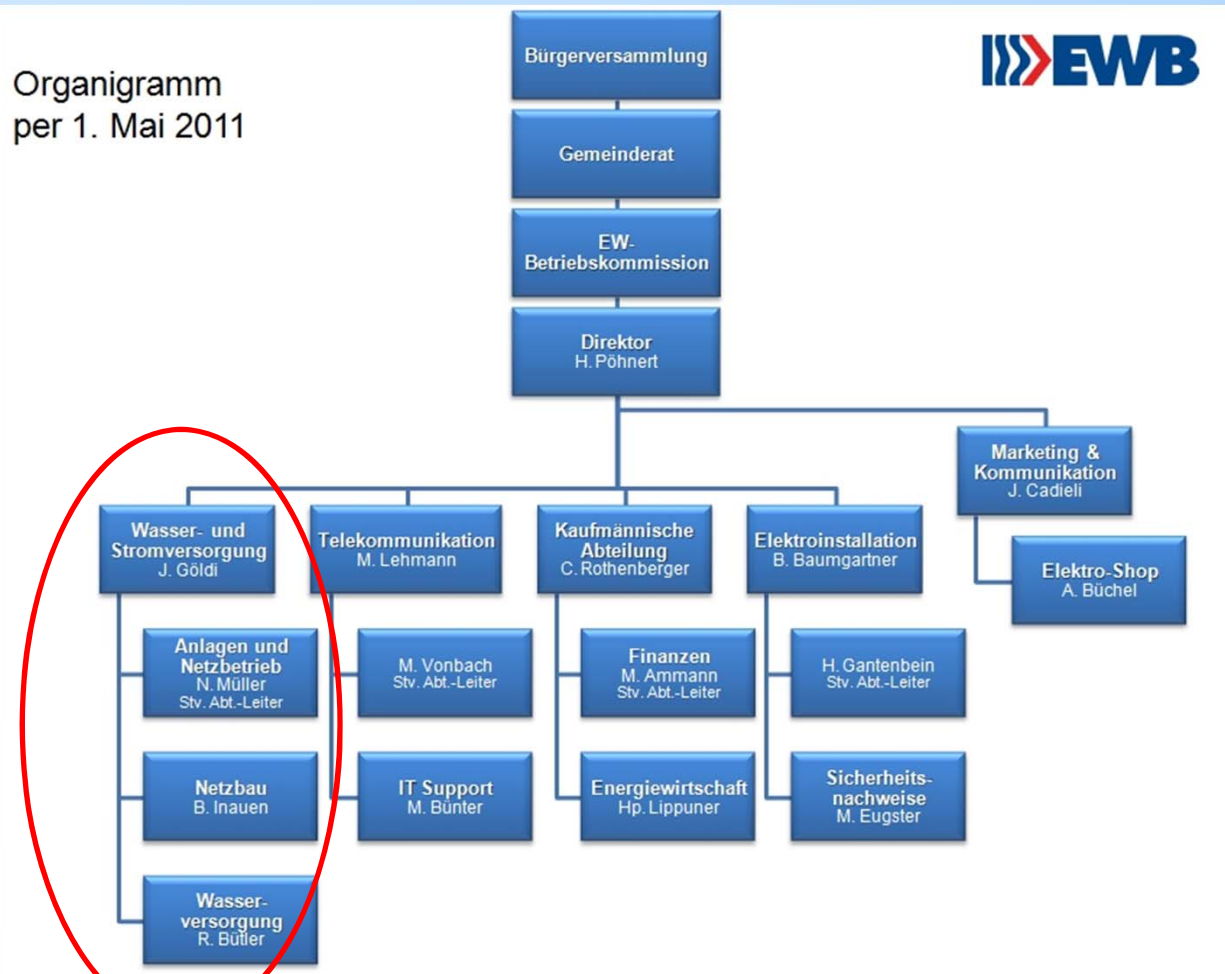 Organigramm
per 1. Mai 2011
EWB
Bürgerversammlung
Gemeinderat
EW-
Betriebskommission
Direktor
H. Pöhnert
Marketing &
Kommunikation
J. Cadieli
Elektro-Shop
A. Büchel
Wasser- und
Stromversorgung
J. Göldi
Anlagen und
Netzbetrieb
N. Müller
Stv. Abt.-Leiter
Netzbau
B. Inauen
Wasser-
versorgung
R. Bütler
Telekommunikation
M. Lehmann
M. Vonbach
Stv. Abt.-Leiter
IT Support
M. Bünter
Kaufmännische
Abteilung
C. Rothenberger
Finanzen
M. Ammann
Stv. Abt.-Leiter
Energiewirtschaft
Hp. Lippuner
Elektroinstallation
B. Baumgartner
H. Gantenbein
Stv. Abt.-Leiter
Sicherheits-
nachweise
M. Eugster